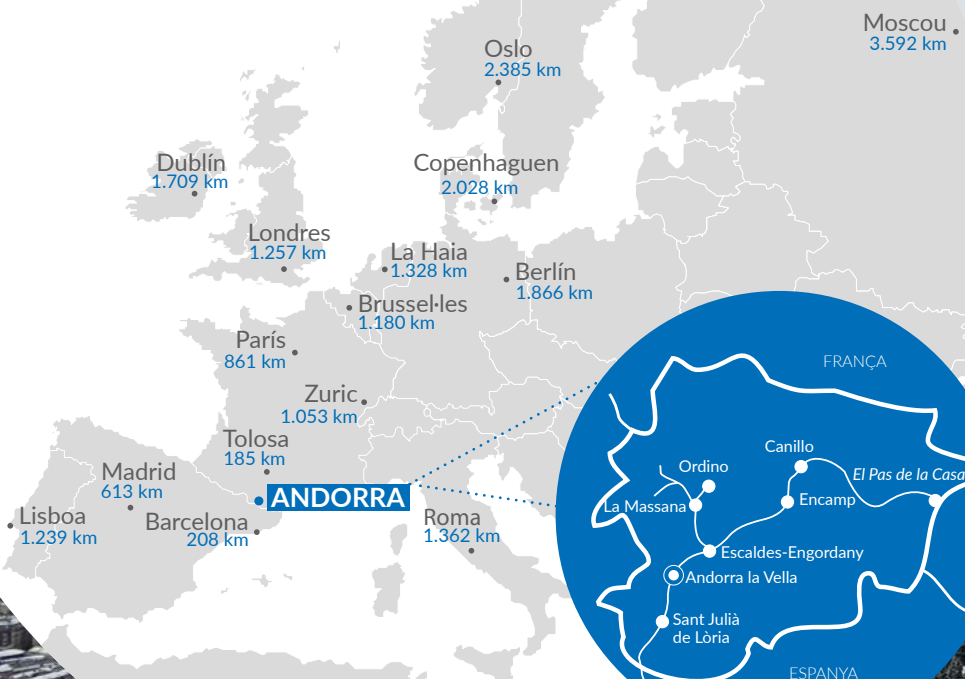 Moscou
3.592 km
Oslo
2.385 km
Dublín
1.709 km
Copenhaguen
2.028 km
Londres
1.257 km
La Haia
1.328 km
Berlín
1.866 km
Brussel·les
1.180 km
París
861 km
Zuric
1.053 km
Tolosa
185 km
Madrid
613 km
ANDORRA
Lisboa
1.239 km
Barcelona
208 km
Roma
1.362 km
FRANÇA
Canillo
Ordino
El Pas de la Casa
La Massana
Encamp
Escaldes-Engordany
Andorra la Vella
Sant Julià
de Lòria
ESPANYA